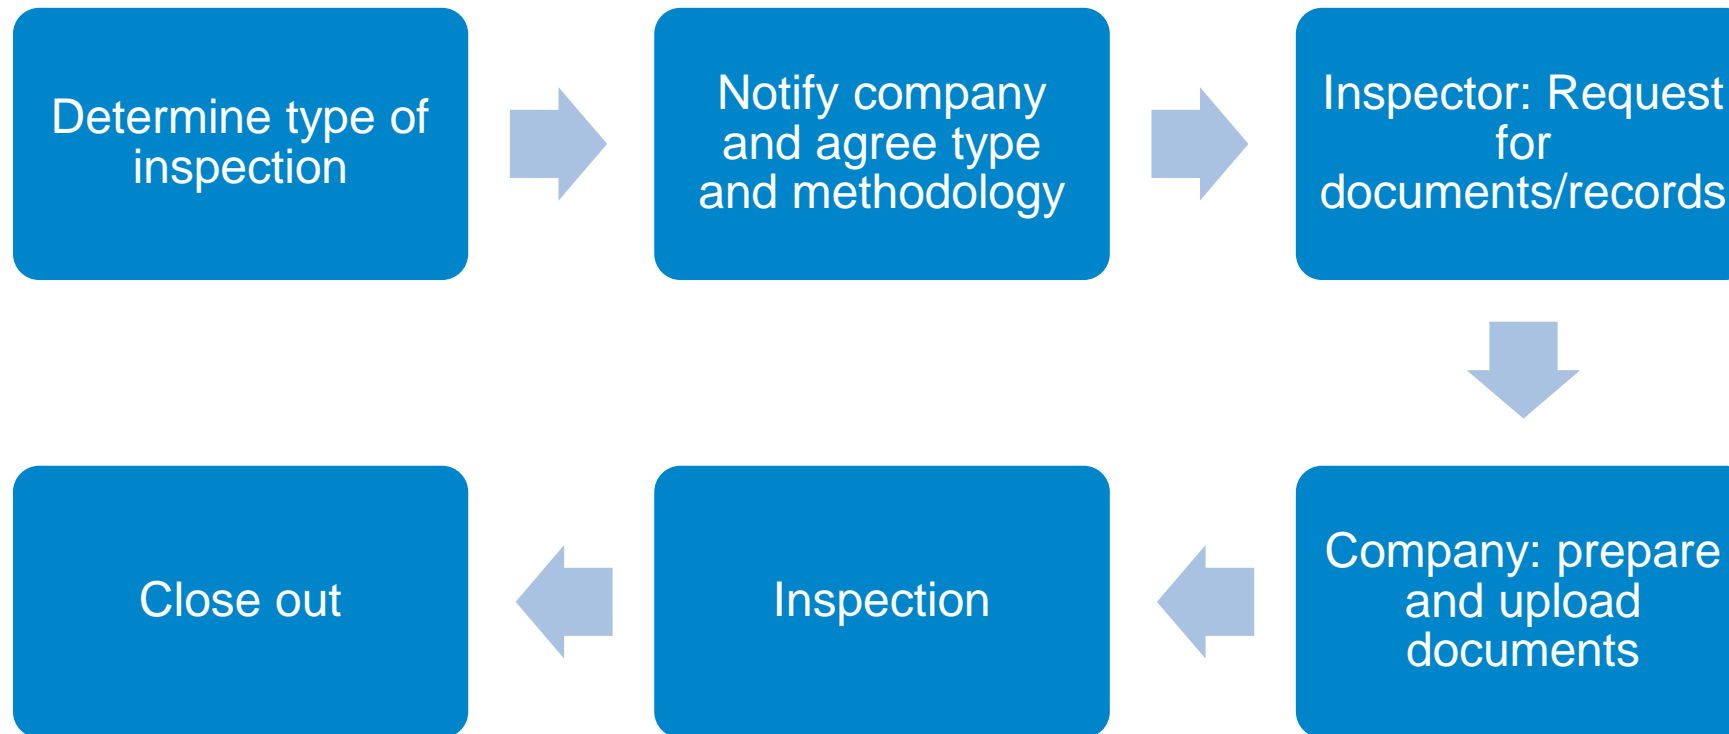 Determine type of
inspection
Notify company
and agree type
and methodology
Inspector: Request
for
documents/records
Company: prepare
and upload
documents
Inspection
Close out